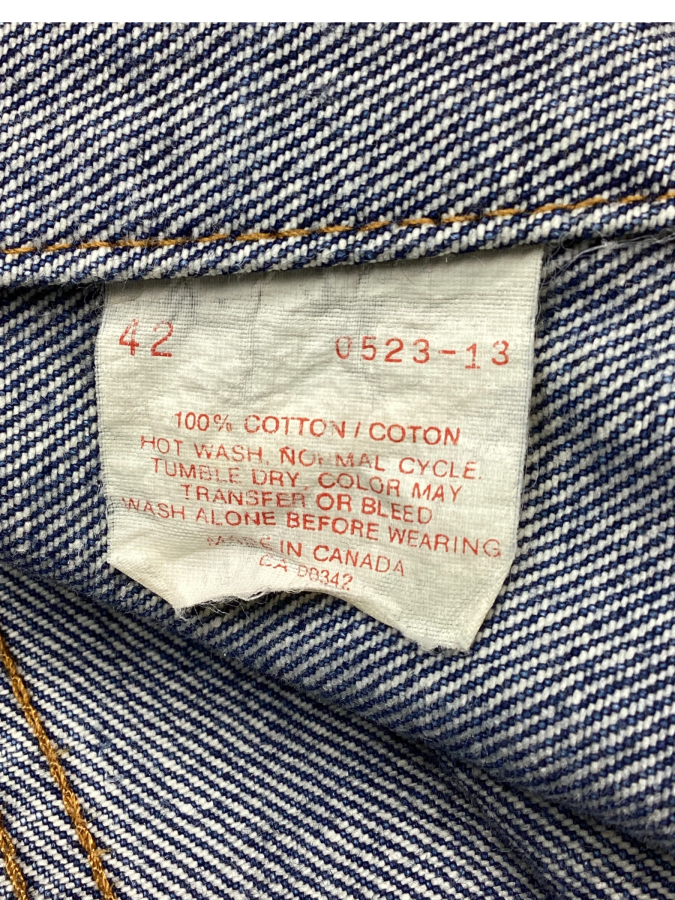 42 0523-13
100% COTTON / COTON
HOT WASH, NORMAL CYCLE.
TUMBLE DRY, COLOR MAY
TRANSFER OR BLEED
WASH ALONE BEFORE WEARING
MADE IN CANADA
CA 00342